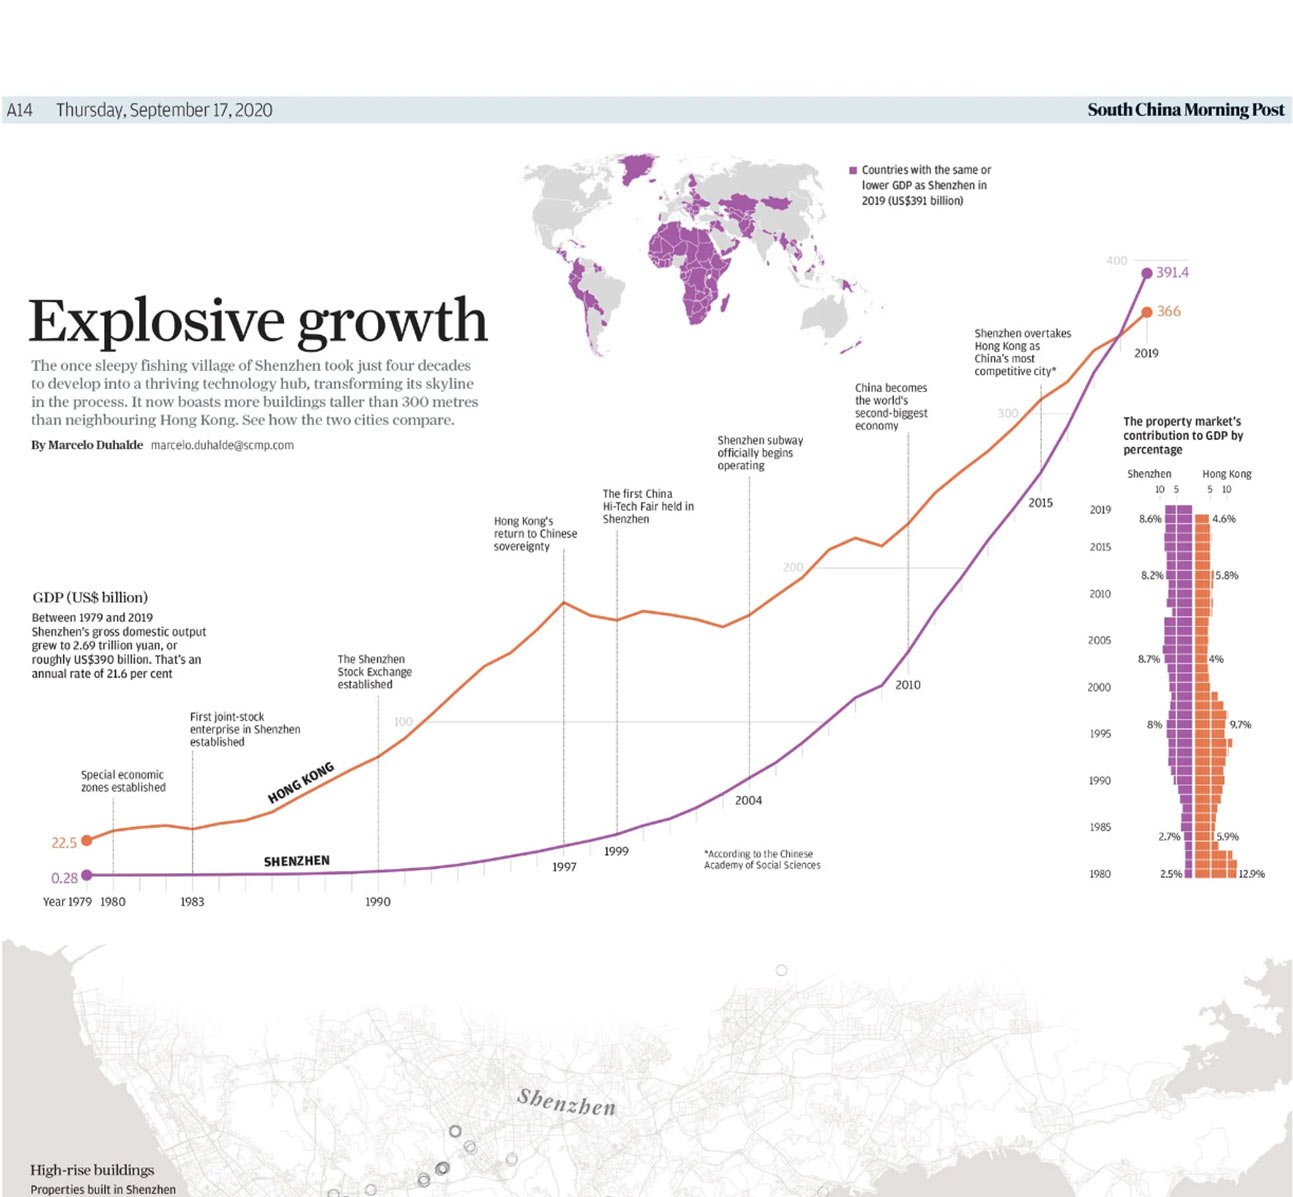 A14 Thursday, September 17, 2020
South China Morning Post
Countries with the same or
lower GDP as Shenzhen in
2019 (US$391 billion)
Explosive growth
The once sleepy fishing village of Shenzhen took just four decades
to develop into a thriving technology hub, transforming its skyline
in the process. It now boasts more buildings taller than 300 metres
than neighbouring Hong Kong. See how the two cities compare.
By Marcelo Duhalde marcelo.duhalde@scmp.com
400
391.4
366
2019
Shenzhen overtakes
Hong Kong as
China's most
competitive city*
300
China becomes
the world's
second-biggest
economy
Shenzhen subway
officially begins
operating
The first China
Hi-Tech Fair held in
Shenzhen
Hong Kong's
return to Chinese
sovereignty
200
2015
GDP (US$ billion)
Between 1979 and 2019
Shenzhen's gross domestic output
grew to 2.69 trillion yuan, or
roughly US$390 billion. That's an
annual rate of 21.6 per cent
The Shenzhen
Stock Exchange
established
2010
First joint-stock
enterprise in Shenzhen
established
100
Special economic
zones established
HONG KONG
2004
22.5
SHENZHEN
1999
1997
0.28
Year 1979 1980 1983 1990
*According to the Chinese
Academy of Social Sciences
The property market's
contribution to GDP by
percentage
Shenzhen Hong Kong
10 5 5 10
2019
8.6% 4.6%
2015
8.2% 5.8%
2010
2005
8.7% 4%
2000
8% 9.7%
1995
1990
1985
2.7% 5.9%
1980 2.5% 12.9%
Shenzhen
High-rise buildings
Properties built in Shenzhen